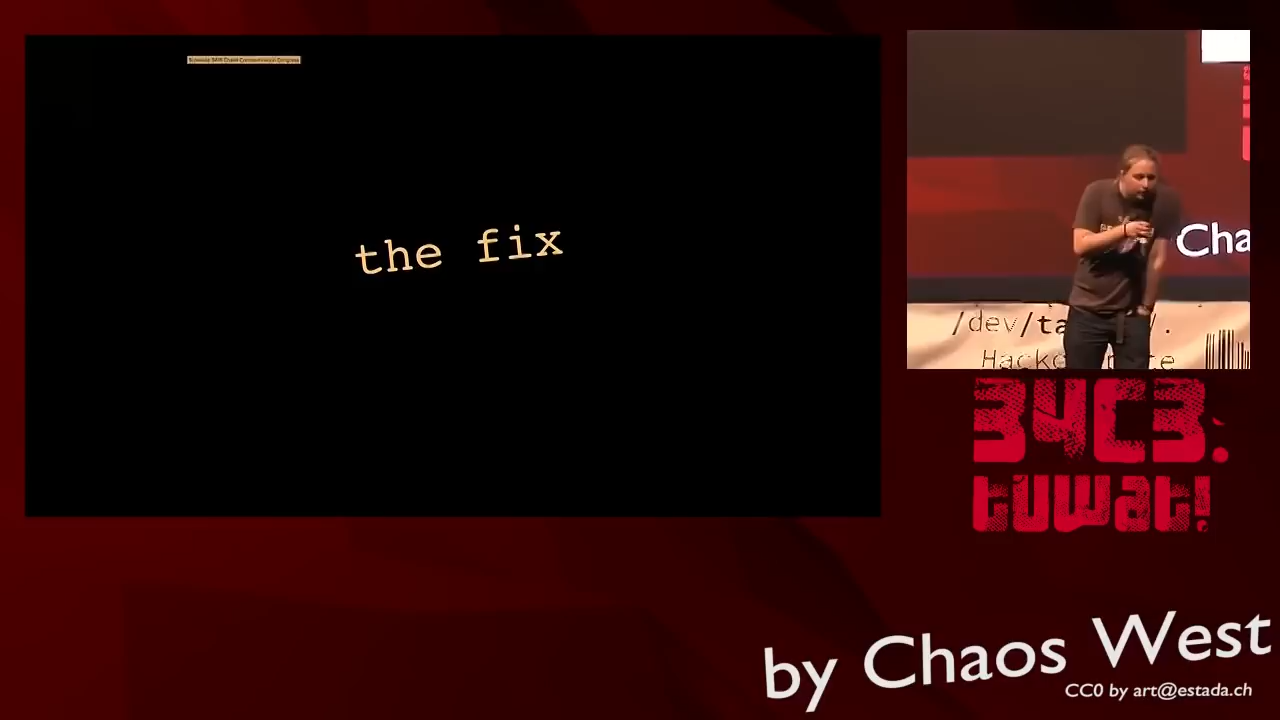 the fix
Cha
/dev/ta
34C3:
tuwat!
by Chaos West
CC0 by art@estada.ch